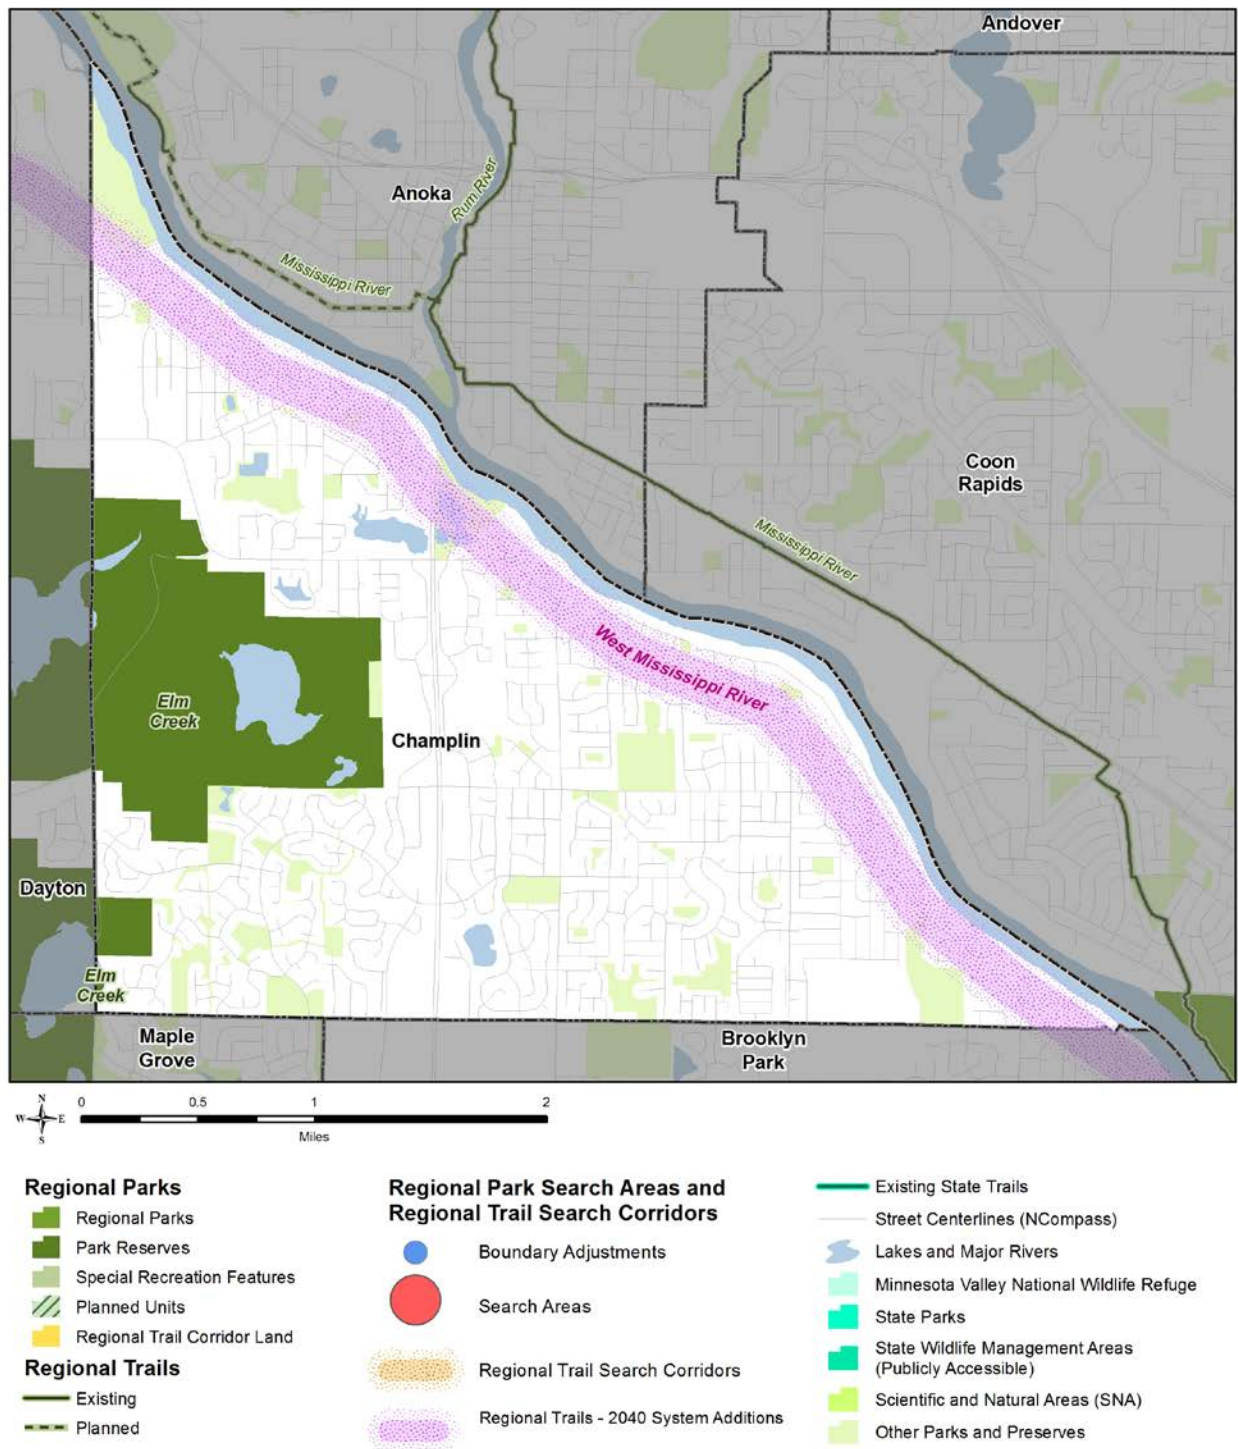 Andover
Anoka
Rum River
Mississippi River
Coon
Rapids
Mississippi River
West Mississippi River
Elm
Creek
Champlin
Dayton
Elm
Creek
Maple
Grove
Brooklyn
Park
N
W E
S
0 0.5 1 2
Miles
Regional Parks
Regional Parks
Park Reserves
Special Recreation Features
Planned Units
Regional Trail Corridor Land
Regional Trails
Existing
Planned
Regional Park Search Areas and
Regional Trail Search Corridors
Boundary Adjustments
Search Areas
Regional Trail Search Corridors
Regional Trails - 2040 System Additions
Existing State Trails
Street Centerlines (NCompass)
Lakes and Major Rivers
Minnesota Valley National Wildlife Refuge
State Parks
State Wildlife Management Areas
(Publicly Accessible)
Scientific and Natural Areas (SNA)
Other Parks and Preserves